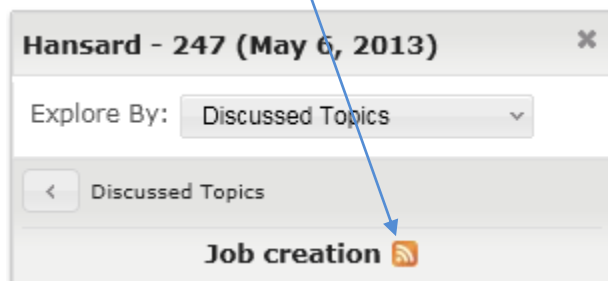 Hansard - 247 (May 6, 2013)
Explore By: Discussed Topics
Discussed Topics
Job creation